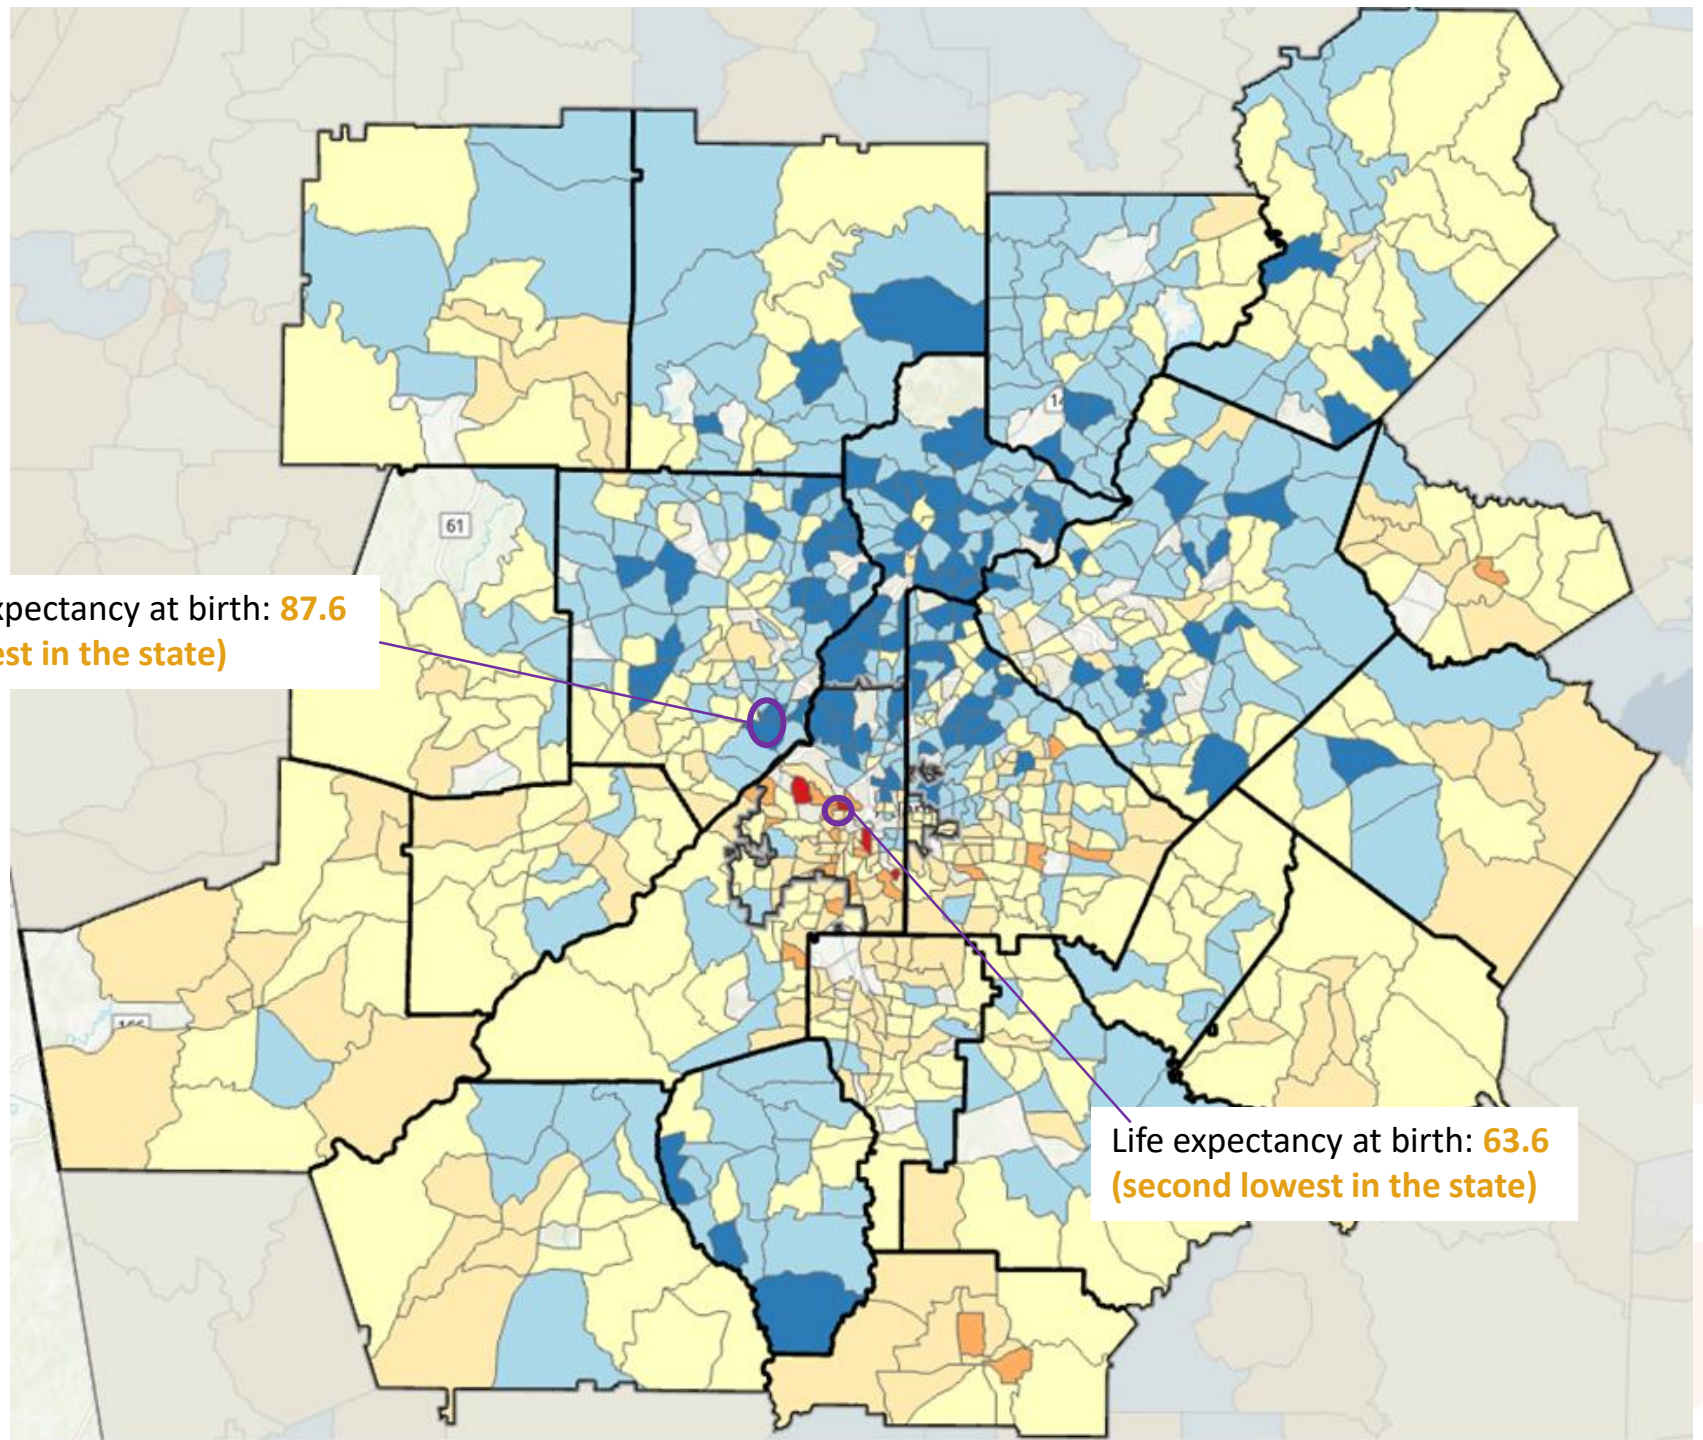 61
xpectancy at birth: 87.6
est in the state)
Life expectancy at birth: 63.6
(second lowest in the state)